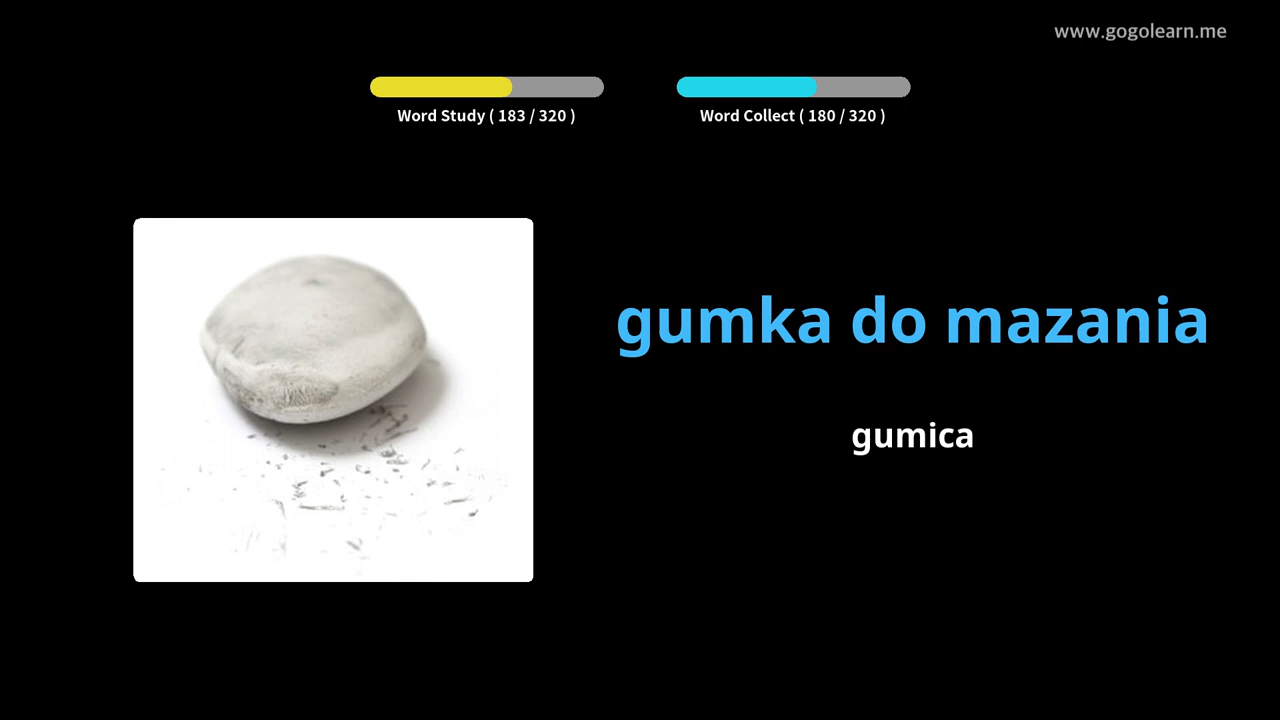 www.gogolearn.me
Word Study ( 183 / 320 )
Word Collect ( 180 / 320 )
gumka do mazania
gumica